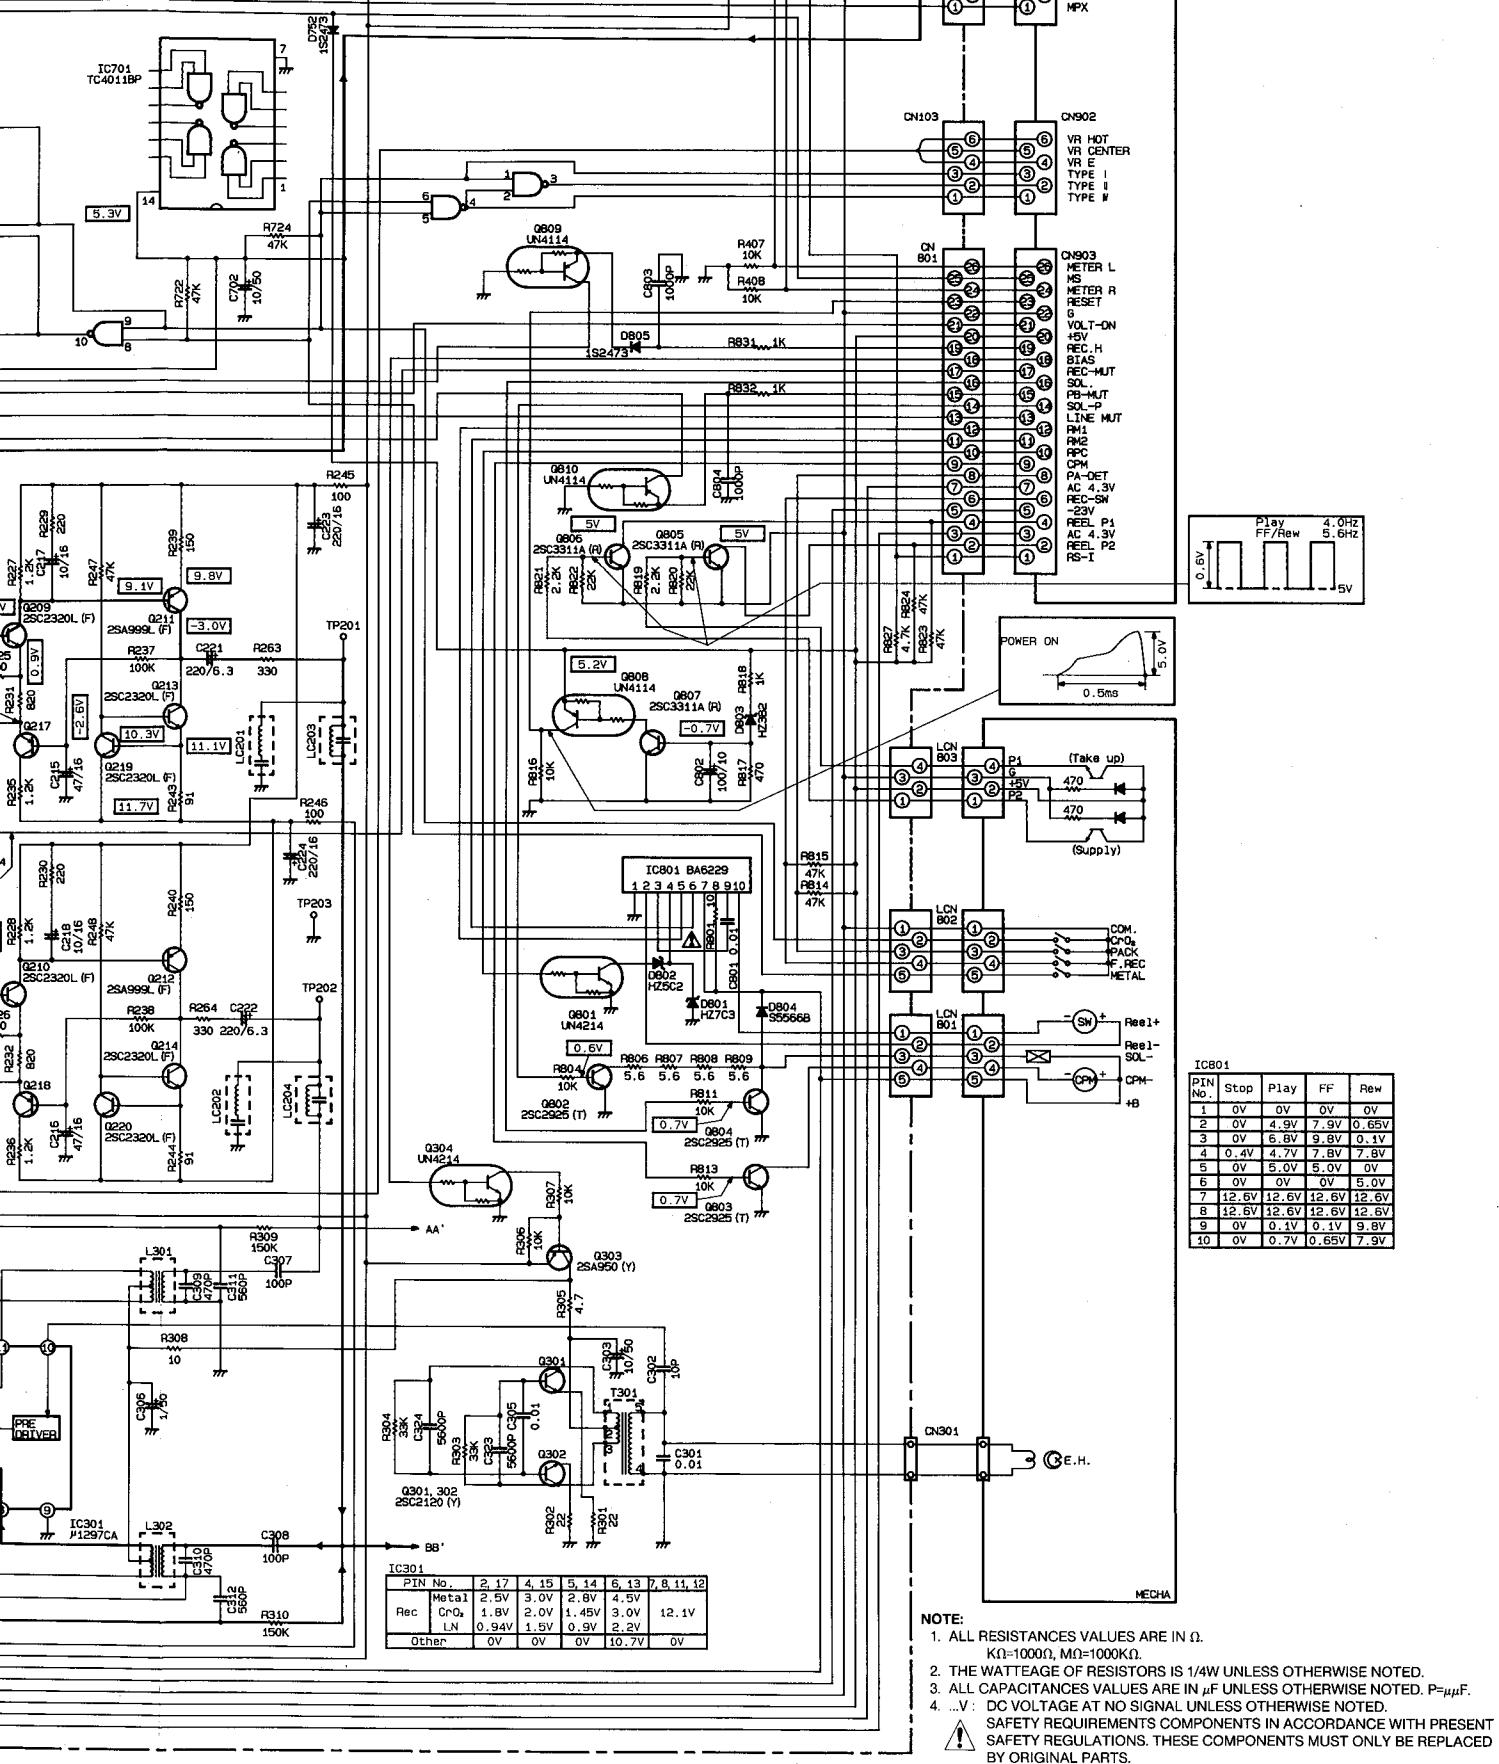 MPX
① ①
D752
1S2473
IC701
TC4011BP
7
14
1
5.3V
R724
47K
R722
47K
C702
10/50
10
9
8
1
2
3
6
5
4
CN103
CN902
⑥ ⑥ VR HOT
⑤ ⑤ VR CENTER
④ ④ VR E
③ ③ TYPE I
② ② TYPE II
① ① TYPE IV
Q809
UN4114
C803
1000P
R407
10K
R408
10K
D805
1S2473
R831 1K
R832 1K
CN
801
CN903
METER L
MS
METER R
RESET
G
VOLT-ON
+5V
REC.H
BIAS
REC-MUT
SOL.
PB-MUT
SOL-P
LINE MUT
RM1
RM2
RPC
CPM
PA-DET
AC 4.3V
REC-SW
-23V
REEL P1
AC 4.3V
REEL P2
RS-I
Q810
UN4114
C804
1000P
5V
Q806
2SC3311A (R)
Q805
2SC3311A (R)
5V
R821
2.2K
R822
22K
R819
2.2K
R820
22K
R827
4.7K
R824
47K
R823
47K
Play 4.0Hz
FF/Rew 5.6Hz
0.6V
5V
POWER ON
5.0V
0.5ms
R245
100
C223
220/16
R229
220
C217
10/16
R227
1.2K
R247
47K
R239
150
9.1V
9.8V
Q209
2SC2320L (F)
Q211
2SA999L (F)
-3.0V
0.9V
R237
100K
C221
220/6.3
R263
330
TP201
R231
820
Q213
2SC2320L (F)
-2.6V
Q217
10.3V
11.1V
LC201
LC203
Q219
2SC2320L (F)
C215
47/16
R235
1.2K
R243
91
11.7V
R246
100
C224
220/16
5.2V
Q808
UN4114
Q807
2SC3311A (R)
-0.7V
R818
1K
D803
HZ3B2
R816
10K
C802
100/10
R817
470
LCN
803
P1
G
+5V
P2
(Take up)
470
470
(Supply)
R230
220
R228
1.2K
C218
10/16
R248
47K
R240
150
TP203
Q210
2SC2320L (F)
Q212
2SA999L (F)
TP202
R238
100K
R264
330
C222
220/6.3
R232
820
Q214
2SC2320L (F)
Q218
LC202
LC204
Q220
2SC2320L (F)
C216
47/16
R236
1.2K
R244
91
IC801 BA6229
1 2 3 4 5 6 7 8 9 10
R815
47K
R814
47K
R801 10
C801 0.01
D802
HZ5C2
D801
HZ7C3
D804
S5566B
Q801
UN4214
0.6V
R804
10K
Q802
2SC2925 (T)
R806 R807 R808 R809
5.6 5.6 5.6 5.6
R811
10K
0.7V
Q804
2SC2925 (T)
R813
10K
0.7V
Q803
2SC2925 (T)
LCN
802
COM.
CrO₂
PACK
F.REC
METAL
LCN
801
SW
Reel+
Reel-
SOL-
CPM
CPM-
+B
IC801
PIN No. Stop Play FF Rew
1 0V 0V 0V 0V
2 0V 4.9V 7.9V 0.65V
3 0V 6.8V 9.8V 0.1V
4 0.4V 4.7V 7.8V 7.8V
5 0V 5.0V 5.0V 0V
6 0V 0V 0V 5.0V
7 12.6V 12.6V 12.6V 12.6V
8 12.6V 12.6V 12.6V 12.6V
9 0V 0.1V 0.1V 9.8V
10 0V 0.7V 0.65V 7.9V
Q304
UN4214
R307
10K
R306
10K
Q303
2SA950 (Y)
AA'
R309
150K
L301
C309
470P
C311
560P
C307
100P
R305
4.7
R308
10
C306
1/50
PRE
DRIVER
C303
10/50
C302
10P
Q301
T301
R304
33K
C324
5600P
R303
33K
C323
5600P
C305
0.01
Q302
C301
0.01
Q301, 302
2SC2120 (Y)
R302
22
R301
22
CN301
E.H.
IC301
μ1297CA
L302
C308
100P
C310
470P
C312
560P
R310
150K
BB'
IC301
PIN No. 2, 17 4, 15 5, 14 6, 13 7, 8, 11, 12
Rec Metal 2.5V 3.0V 2.8V 4.5V
CrO₂ 1.8V 2.0V 1.45V 3.0V 12.1V
LN 0.94V 1.5V 0.9V 2.2V
Other 0V 0V 0V 10.7V 0V
MECHA
NOTE:
1. ALL RESISTANCES VALUES ARE IN Ω.
KΩ=1000Ω, MΩ=1000KΩ.
2. THE WATTEAGE OF RESISTORS IS 1/4W UNLESS OTHERWISE NOTED.
3. ALL CAPACITANCES VALUES ARE IN μF UNLESS OTHERWISE NOTED. P=μμF.
4. ...V : DC VOLTAGE AT NO SIGNAL UNLESS OTHERWISE NOTED.
SAFETY REQUIREMENTS COMPONENTS IN ACCORDANCE WITH PRESENT
SAFETY REGULATIONS. THESE COMPONENTS MUST ONLY BE REPLACED
BY ORIGINAL PARTS.